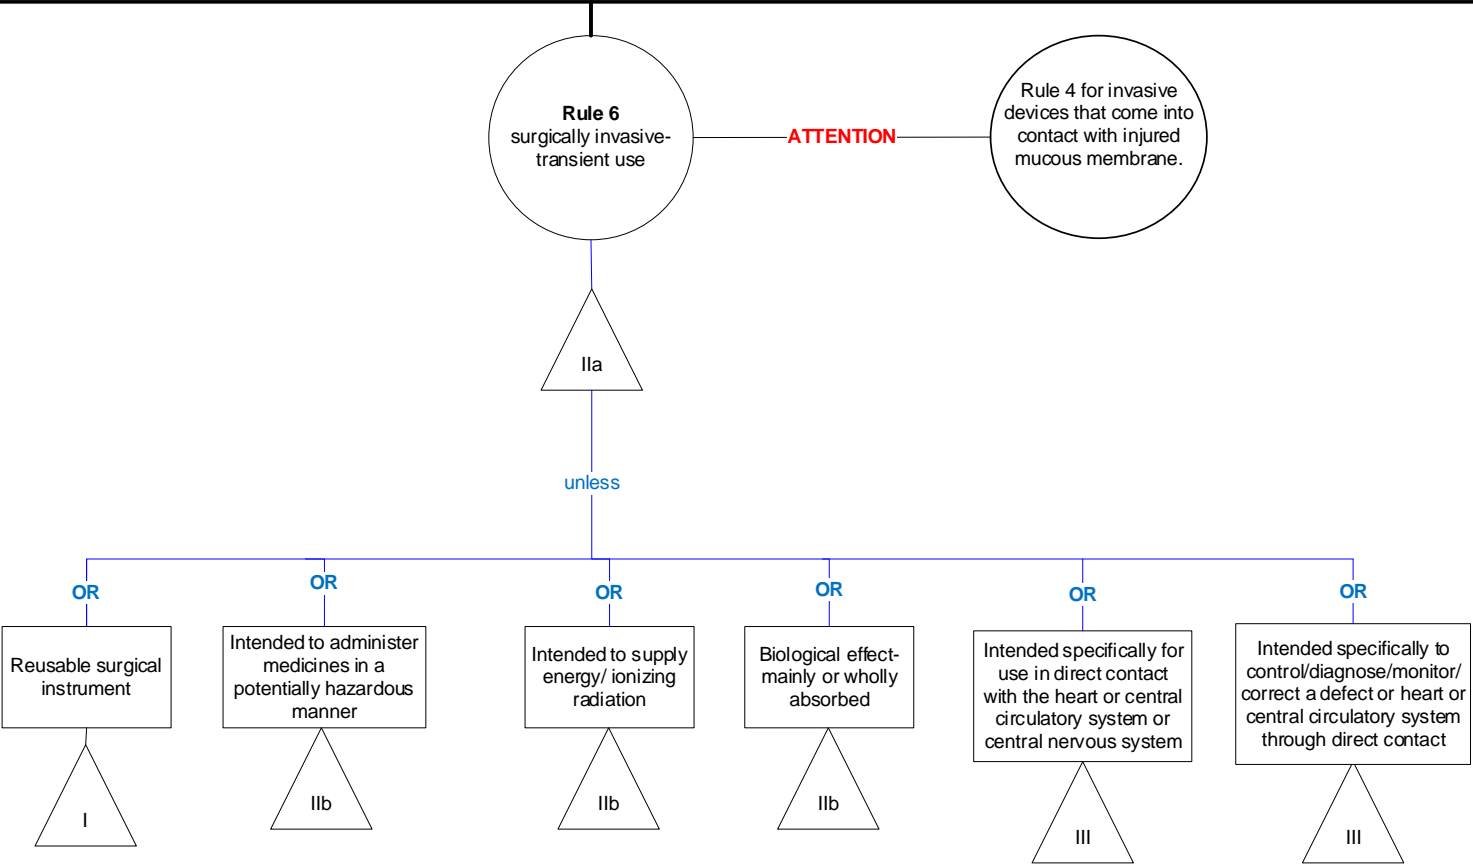 Rule 6
surgically invasive-
transient use
ATTENTION
Rule 4 for invasive
devices that come into
contact with injured
mucous membrane.
IIa
unless
OR
OR
OR
OR
OR
OR
Reusable surgical
instrument
Intended to administer
medicines in a
potentially hazardous
manner
Intended to supply
energy/ ionizing
radiation
Biological effect-
mainly or wholly
absorbed
Intended specifically for
use in direct contact
with the heart or central
circulatory system or
central nervous system
Intended specifically to
control/diagnose/monitor/
correct a defect or heart or
central circulatory system
through direct contact
I
IIb
IIb
IIb
III
III